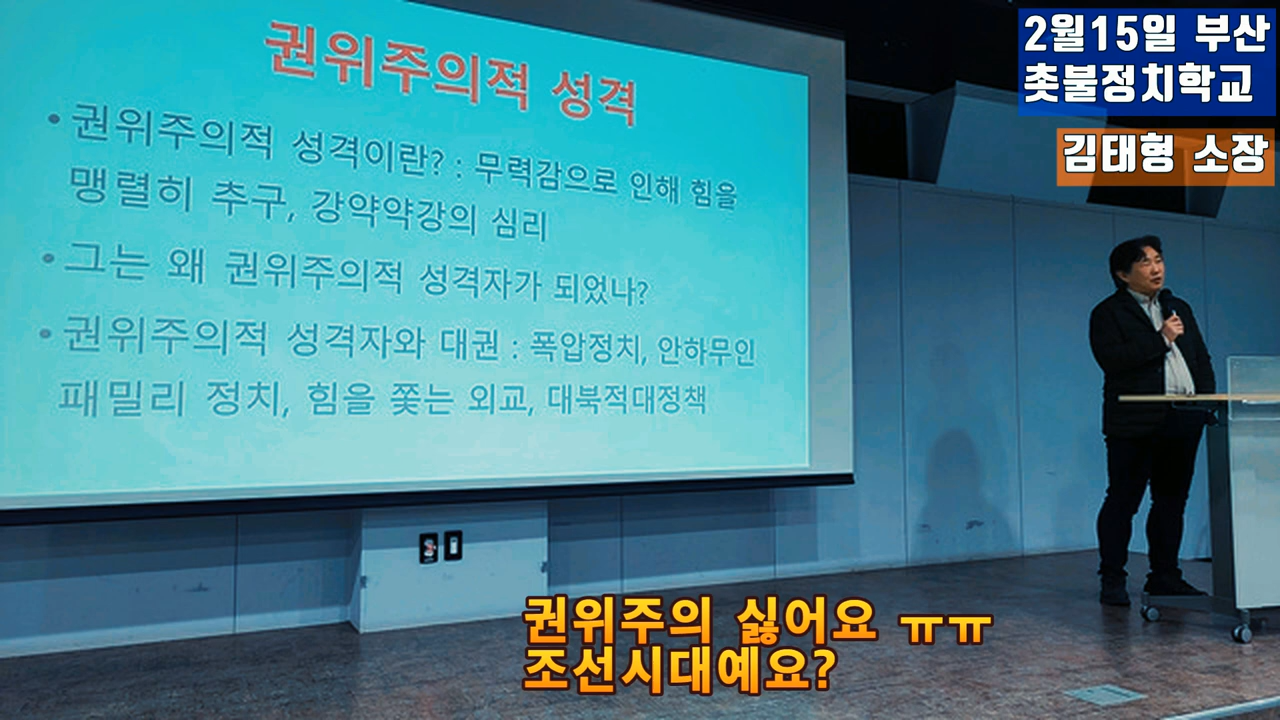 권위주의적 성격
• 권위주의적 성격이란? : 무력감으로 인해 힘을
맹렬히 추구, 강약약강의 심리
• 그는 왜 권위주의적 성격자가 되었나?
• 권위주의적 성격자와 대권 : 폭압정치, 안하무인
패밀리 정치, 힘을 쫓는 외교, 대북적대정책
2월15일 부산
촛불정치학교
김태형 소장
권위주의 싫어요 ㅠㅠ
조선시대예요?